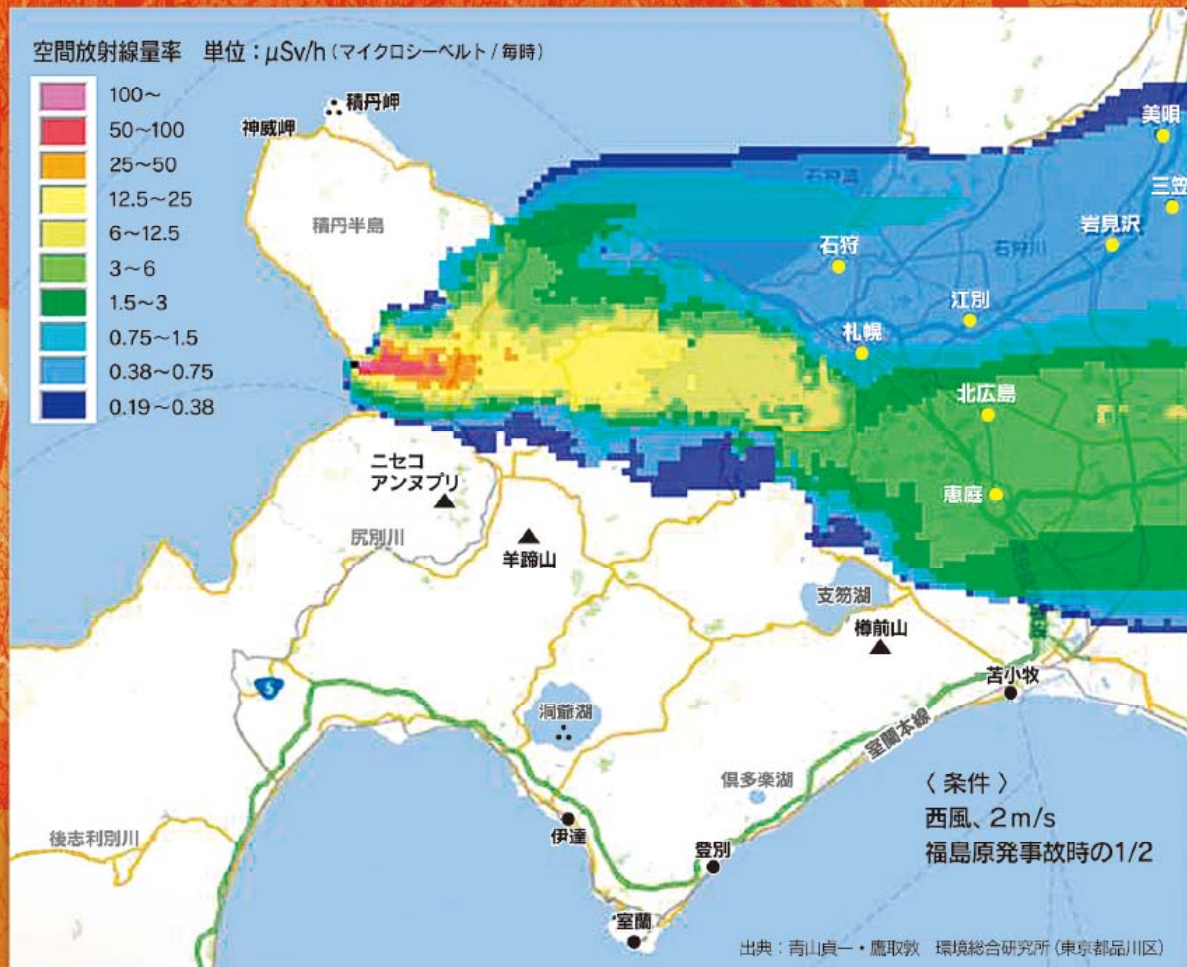 空間放射線量率 単位：μSv/h（マイクロシーベルト / 毎時）
100～
50～100
25～50
12.5～25
6～12.5
3～6
1.5～3
0.75～1.5
0.38～0.75
0.19～0.38
積丹岬
神威岬
積丹半島
美唄
三笠
石狩湾
岩見沢
石狩
石狩川
江別
札幌
北広島
恵庭
ニセコ
アンヌプリ
尻別川
羊蹄山
支笏湖
樽前山
苫小牧
5
洞爺湖
室蘭本線
倶多楽湖
後志利別川
伊達
登別
室蘭
〈 条件 〉
西風、2m/s
福島原発事故時の1/2
出典：青山貞一・鷹取敦 環境総合研究所（東京都品川区）